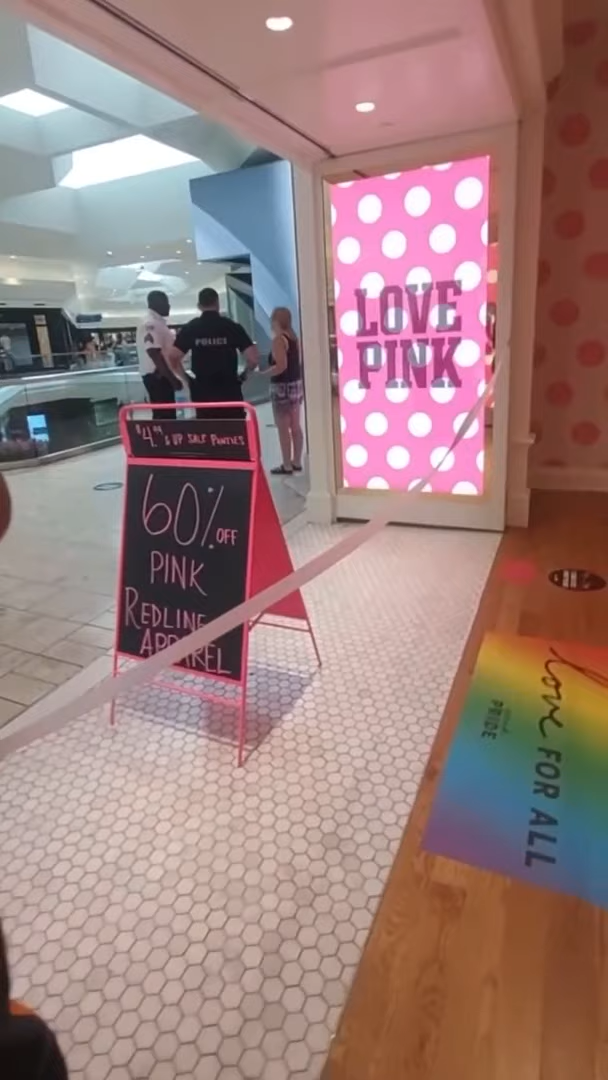 POLICE
LOVE
PINK
$4.99 & UP SALE PANTIES
60% OFF
PINK
REDLINE
APPAREL
love FOR ALL
PRIDE